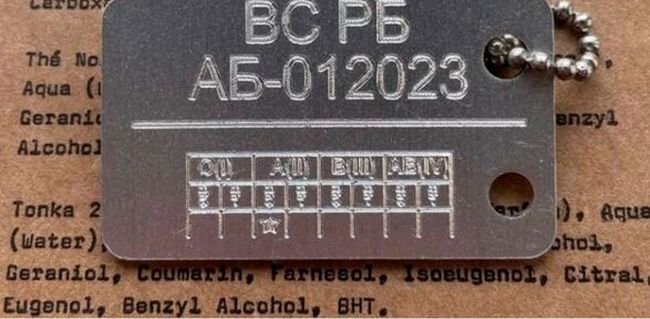 Thé No
Aqua
Geranio
enzyl
Alcohol
ВС РБ
АБ-012023
O(I) A(II) B(III) AB(IV)
Tonka 2
Aqua
(Water),
ohol,
Geraniol, Coumarin, Farnesol, Isoeugenol, Citral,
Eugenol, Benzyl Alcohol, BHT.